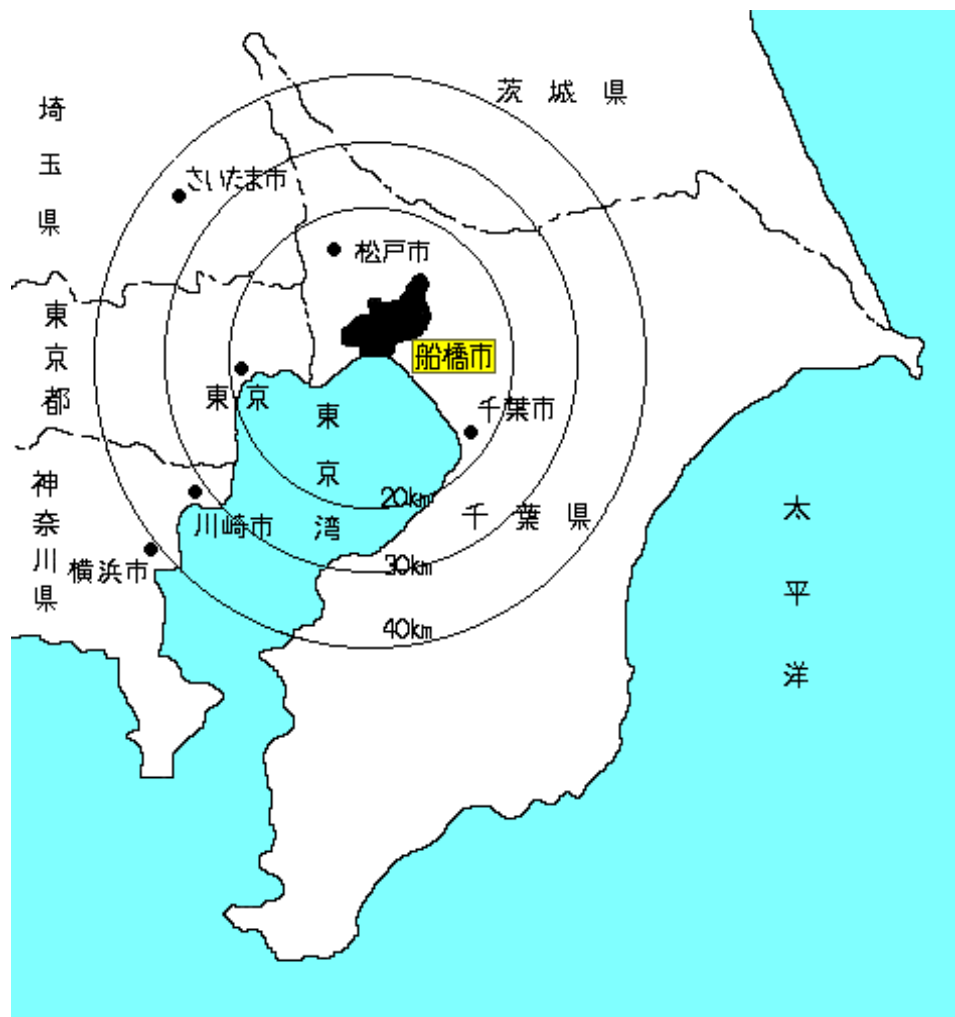 茨城県
埼玉県
さいたま市
松戸市
東京都
船橋市
東京
千葉市
東京湾
神奈川県
20km
千葉県
太平洋
川崎市
横浜市
30km
40km